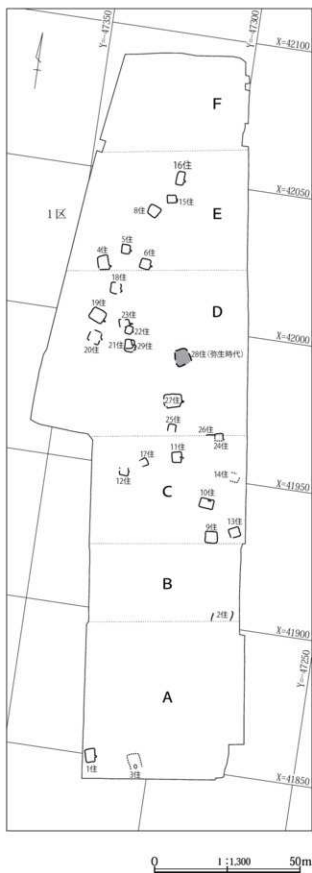 Y=-47350
Y=-47300
X=42100
F
16住
X=42050
15住
8住
1区
E
5住
4住
6住
18住
D
19住
23住
22住
X=42000
20住
21住
29住
28住(弥生時代)
27住
25住
26住
24住
17住
11住
14住
12住
C
10住
X=41950
9住
13住
B
2住
X=41900
Y=-47250
A
1住
3住
X=41850
0
1:1,300
50m